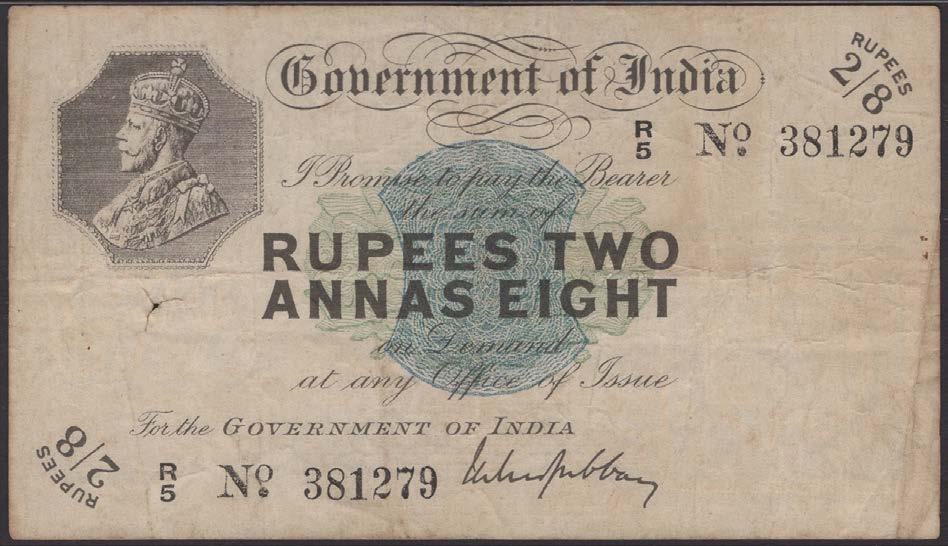 Government of India
RUPEES
2/8
R/5 No. 381279
I Promise to pay the Bearer
the sum of
RUPEES TWO
ANNAS EIGHT
on Demand
at any Office of Issue
For the GOVERNMENT OF INDIA
RUPEES
2/8
R/5 No. 381279